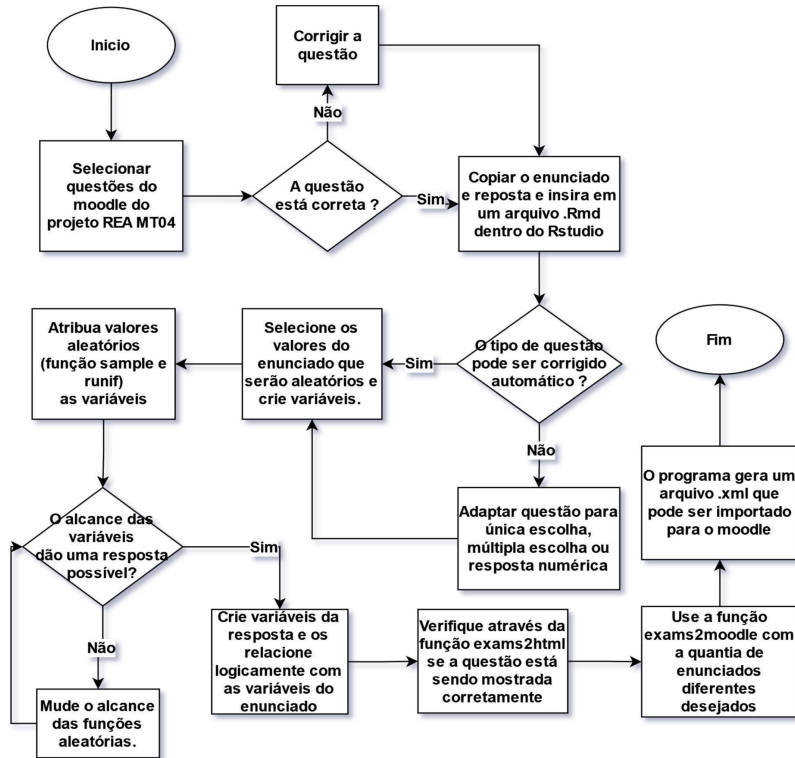 Inicio
Corrigir a
questão
Não
Selecionar
questões do
moodle do
projeto REA MT04
A questão
está correta ?
Sim
Copiar o enunciado
e reposta e insira em
um arquivo .Rmd
dentro do Rstudio
Atribua valores
aleatórios
(função sample e
runif)
as variáveis
Selecione os
valores do
enunciado que
serão aleatórios e
crie variáveis.
Sim
O tipo de questão
pode ser corrigido
automático ?
Fim
Não
Adaptar questão para
única escolha,
múltipla escolha ou
resposta numérica
O programa gera um
arquivo .xml que
pode ser importado
para o moodle
O alcance das
variáveis
dão uma resposta
possível?
Sim
Não
Mude o alcance
das funções
aleatórias.
Crie variáveis da
resposta e os
relacione
logicamente com
as variáveis do
enunciado
Verifique através da
função exams2html
se a questão está
sendo mostrada
corretamente
Use a função
exams2moodle com
a quantia de
enunciados
diferentes
desejados